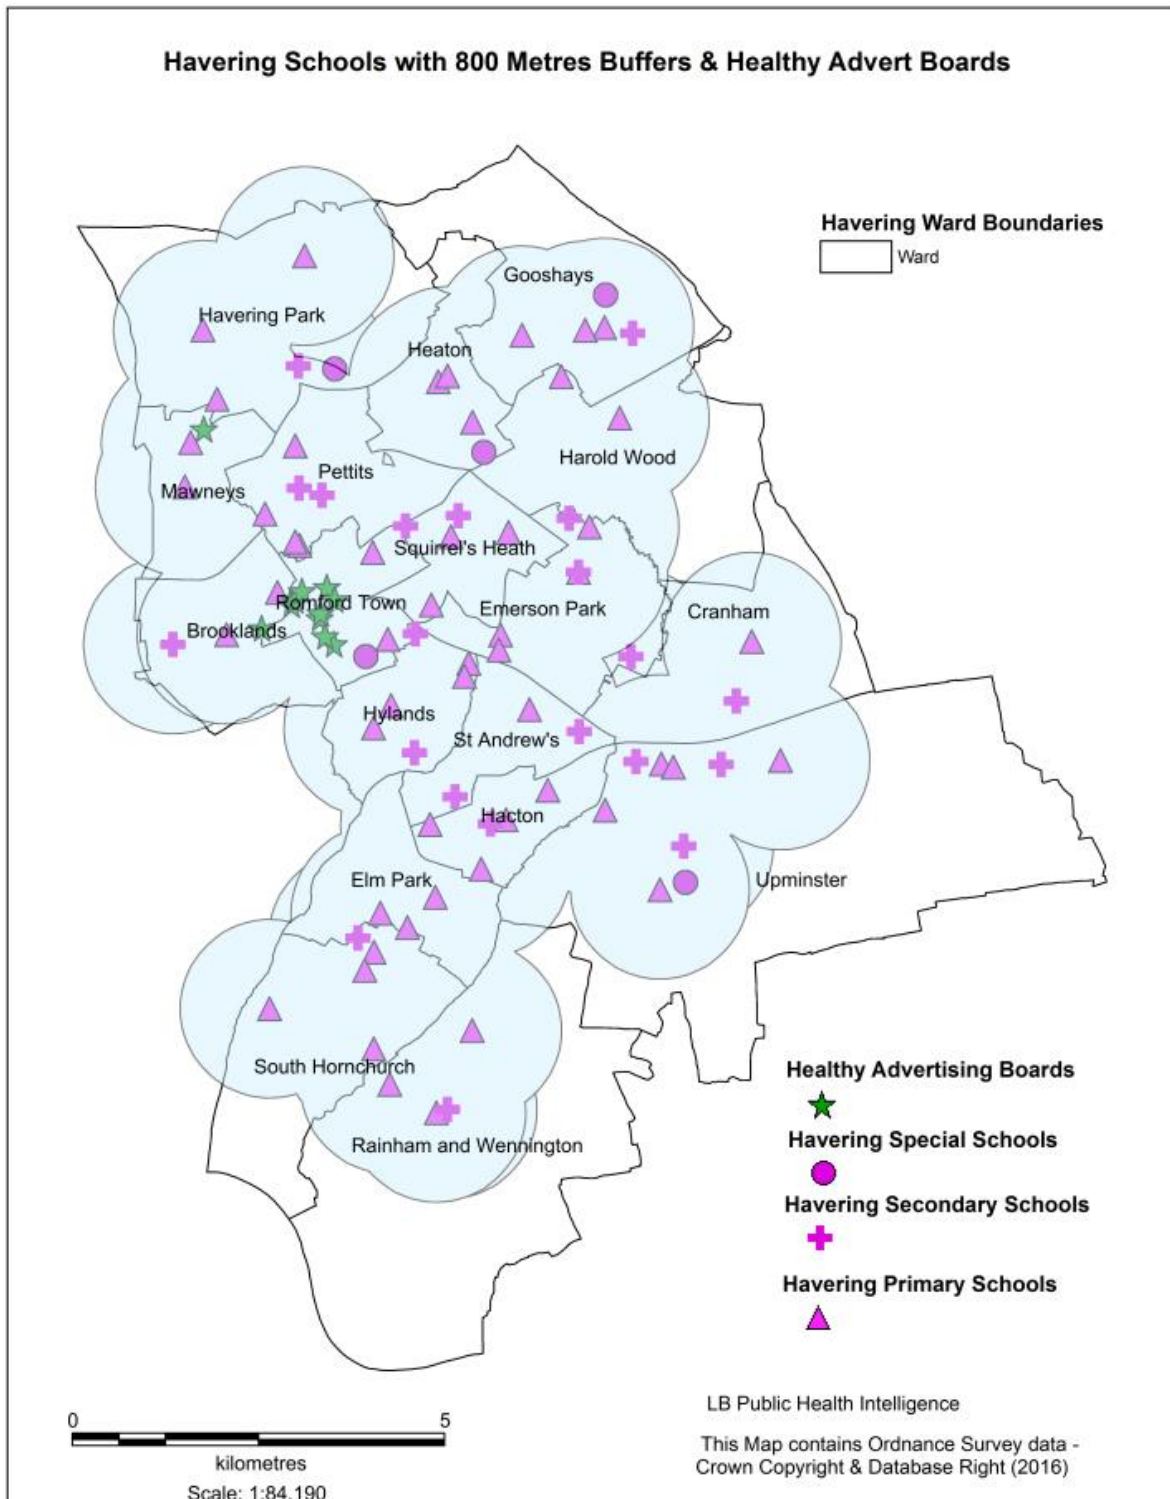 Havering Schools with 800 Metres Buffers & Healthy Advert Boards
Havering Ward Boundaries
Ward
Gooshays
Havering Park
Heaton
Harold Wood
Pettits
Mawneys
Squirrel's Heath
Romford Town
Emerson Park
Cranham
Brooklands
Hylands
St Andrew's
Hacton
Elm Park
Upminster
South Hornchurch
Rainham and Wennington
Healthy Advertising Boards
Havering Special Schools
Havering Secondary Schools
Havering Primary Schools
LB Public Health Intelligence
This Map contains Ordnance Survey data -
Crown Copyright & Database Right (2016)
0 5
kilometres
Scale: 1:84,190